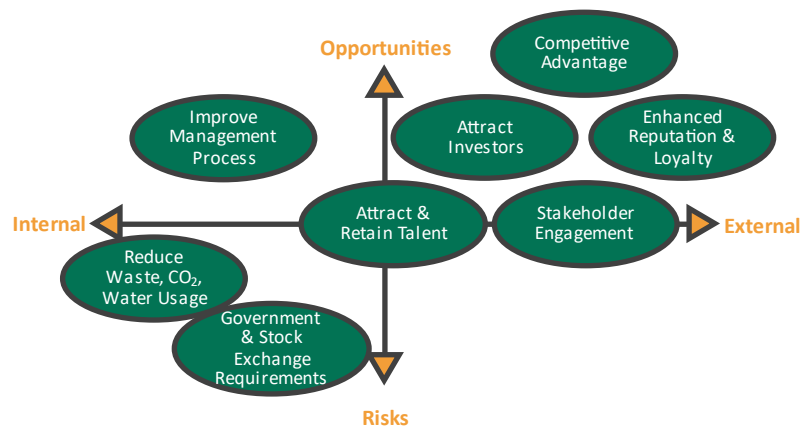 Opportunities
Competitive
Advantage
Improve
Management
Process
Attract
Investors
Enhanced
Reputation &
Loyalty
Internal
Attract &
Retain Talent
Stakeholder
Engagement
External
Reduce
Waste, CO₂,
Water Usage
Government
& Stock
Exchange
Requirements
Risks